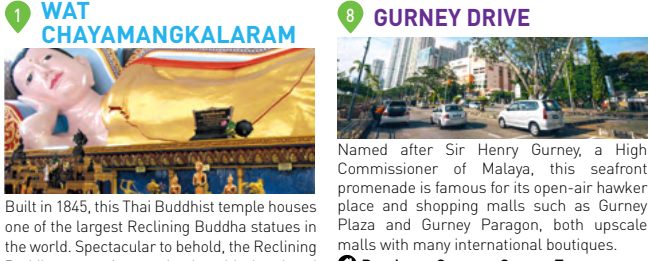 1
WAT
CHAYAMANGKALARAM
Built in 1845, this Thai Buddhist temple houses
one of the largest Reclining Buddha statues in
the world. Spectacular to behold, the Reclining
8
GURNEY DRIVE
Named after Sir Henry Gurney, a High
Commissioner of Malaya, this seafront
promenade is famous for its open-air hawker
place and shopping malls such as Gurney
Plaza and Gurney Paragon, both upscale
malls with many international boutiques.